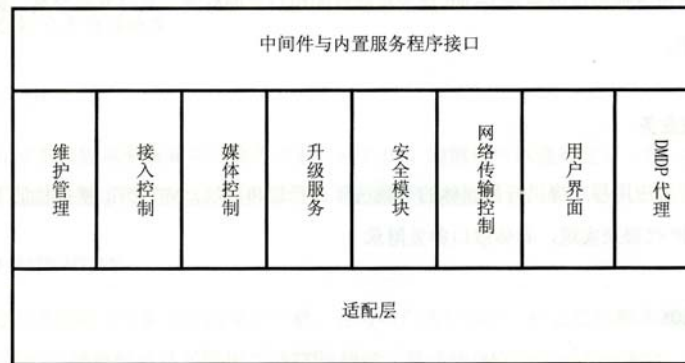 中间件与内置服务程序接口
维护管理
接入控制
媒体控制
升级服务
安全模块
网络传输控制
用户界面
DMDP 代理
适配层